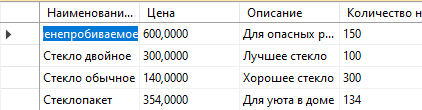 Наименовани... Цена Описание Количество н
енепробиваемое 600,0000 Для опасных р... 150
Стекло двойное 300,0000 Лучшее стекло 100
Стекло обычное 140,0000 Хорошее стекло 300
Стеклопакет 354,0000 Для уюта в доме 134